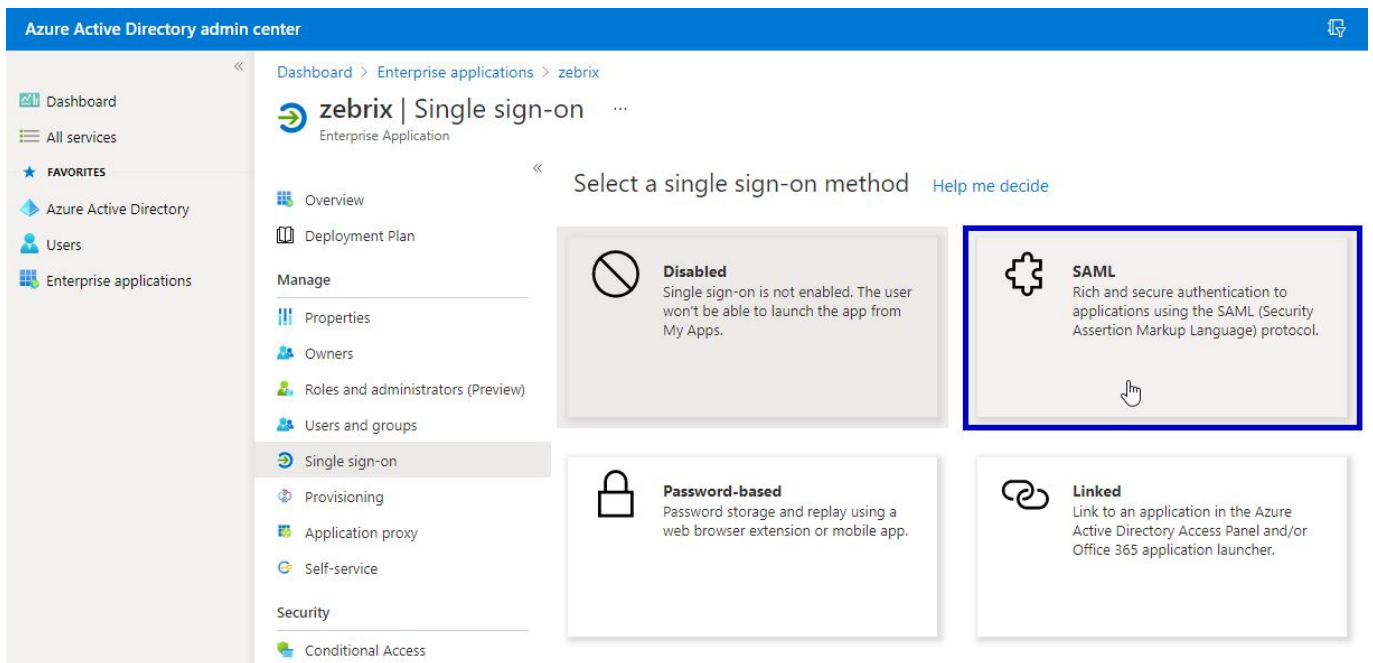 Azure Active Directory admin center
Dashboard
All services
FAVORITES
Azure Active Directory
Users
Enterprise applications
Dashboard > Enterprise applications > zebrix
zebrix | Single sign-on ...
Enterprise Application
Overview
Deployment Plan
Manage
Properties
Owners
Roles and administrators (Preview)
Users and groups
Single sign-on
Provisioning
Application proxy
Self-service
Security
Conditional Access
Select a single sign-on method Help me decide
Disabled
Single sign-on is not enabled. The user
won't be able to launch the app from
My Apps.
SAML
Rich and secure authentication to
applications using the SAML (Security
Assertion Markup Language) protocol.
Password-based
Password storage and replay using a
web browser extension or mobile app.
Linked
Link to an application in the Azure
Active Directory Access Panel and/or
Office 365 application launcher.